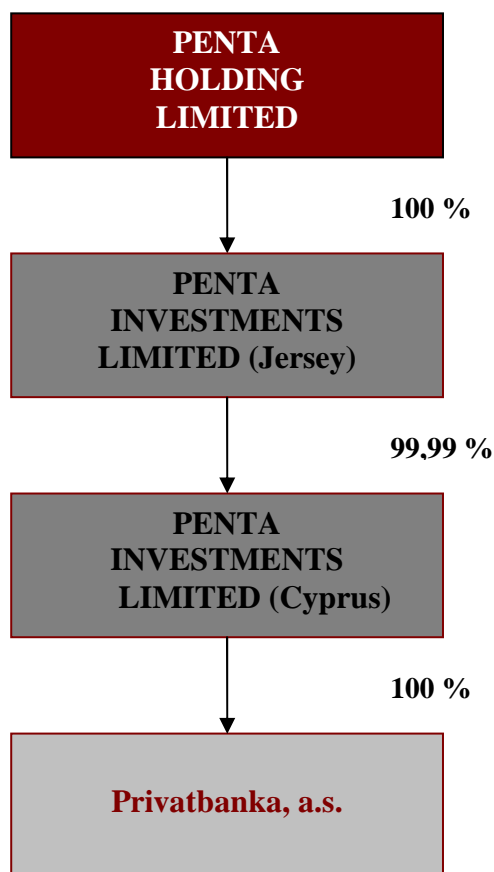 PENTA
HOLDING
LIMITED
100 %
PENTA
INVESTMENTS
LIMITED (Jersey)
99,99 %
PENTA
INVESTMENTS
LIMITED (Cyprus)
100 %
Privatbanka, a.s.